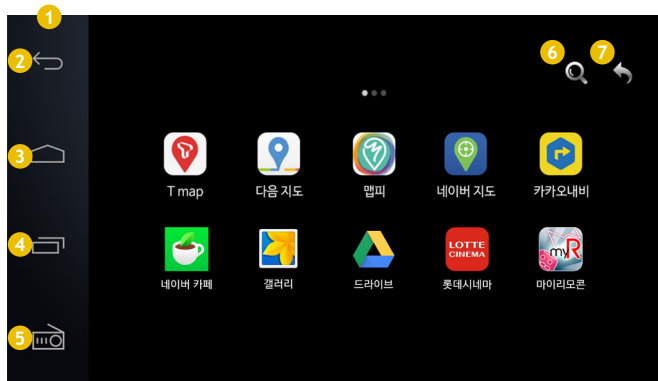 1
2
3
4
5
6
7
T map
다음 지도
맵피
네이버 지도
카카오내비
LOTTE
CINEMA
myR
네이버 카페
갤러리
드라이브
롯데시네마
마이리모콘